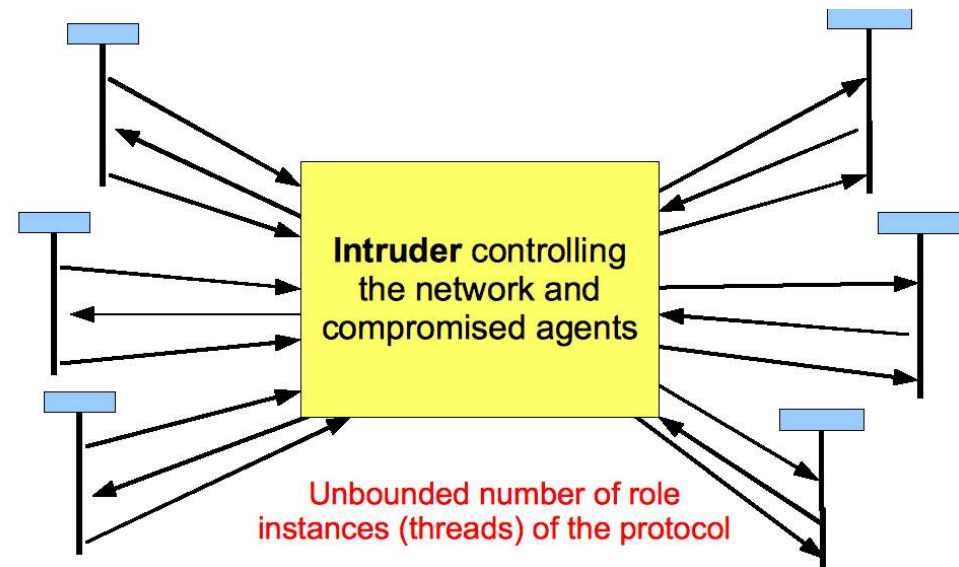 Intruder controlling
the network and
compromised agents
Unbounded number of role
instances (threads) of the protocol